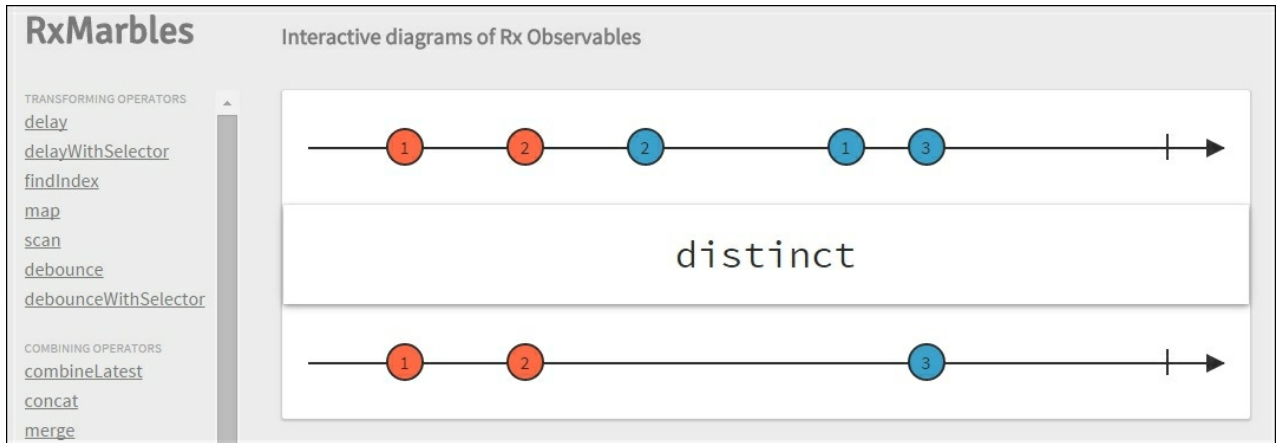 RxMarbles
Interactive diagrams of Rx Observables
TRANSFORMING OPERATORS
delay
delayWithSelector
findIndex
map
scan
debounce
debounceWithSelector
COMBINING OPERATORS
combineLatest
concat
merge
1 2 2 1 3
distinct
1 2 3